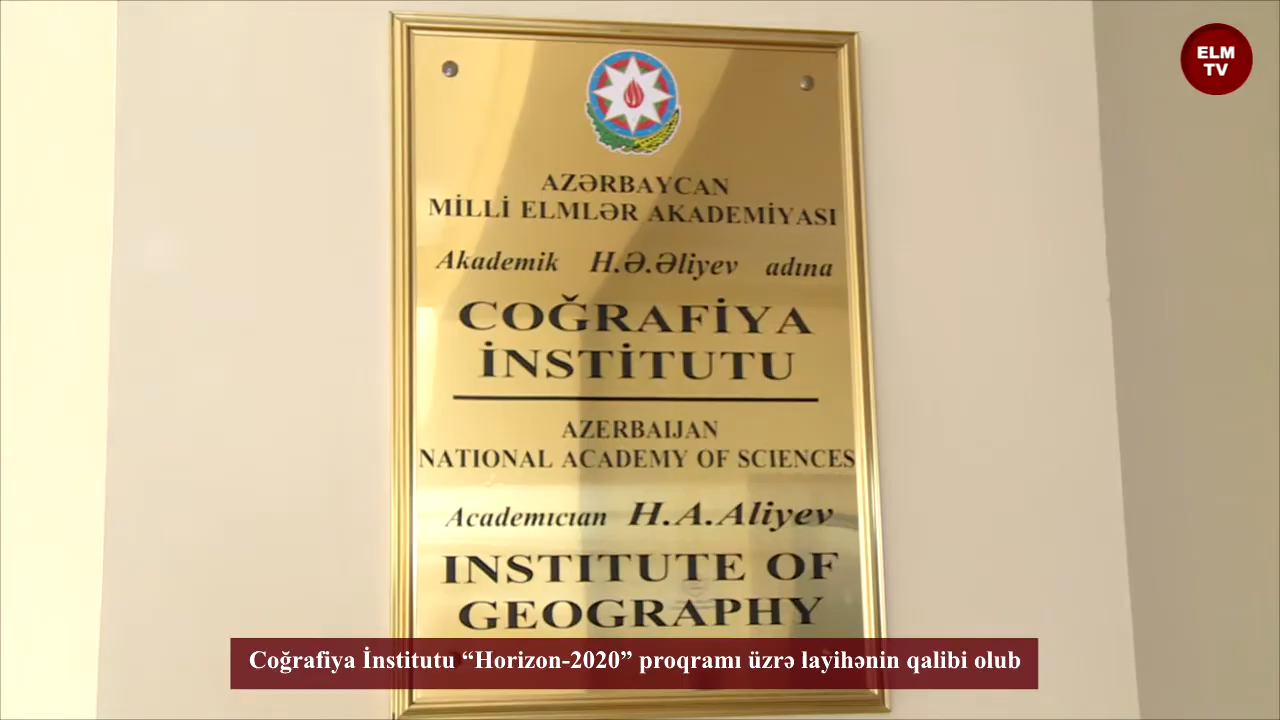 ELM
TV
AZƏRBAYCAN
MİLLİ ELMLƏR AKADEMİYASI
Akademik H.Ə.Əliyev adına
COĞRAFİYA
İNSTİTUTU
AZERBAIJAN
NATIONAL ACADEMY OF SCIENCES
Academıcıan H.A.Aliyev
INSTITUTE OF
GEOGRAPHY
Coğrafiya İnstitutu “Horizon-2020” proqramı üzrə layihənin qalibi olub